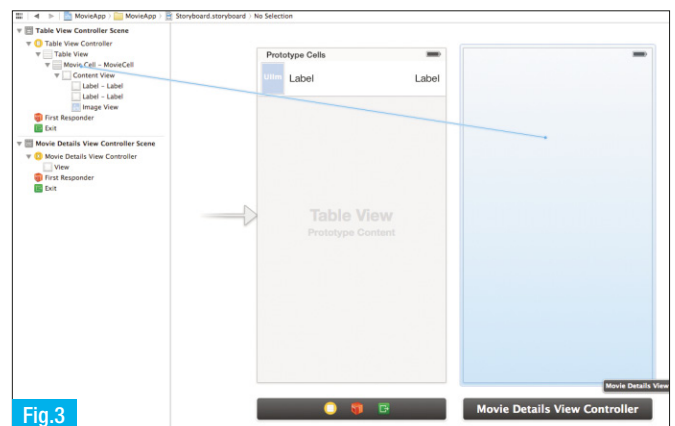 MovieApp MovieApp Storyboard.storyboard No Selection
Table View Controller Scene
Table View Controller
Table View
Movie Cell - MovieCell
Content View
Label - Label
Label - Label
Image View
First Responder
Exit
Movie Details View Controller Scene
Movie Details View Controller
View
First Responder
Exit
Prototype Cells
Label
Label
Table View
Prototype Content
Movie Details View
Movie Details View Controller
Fig.3